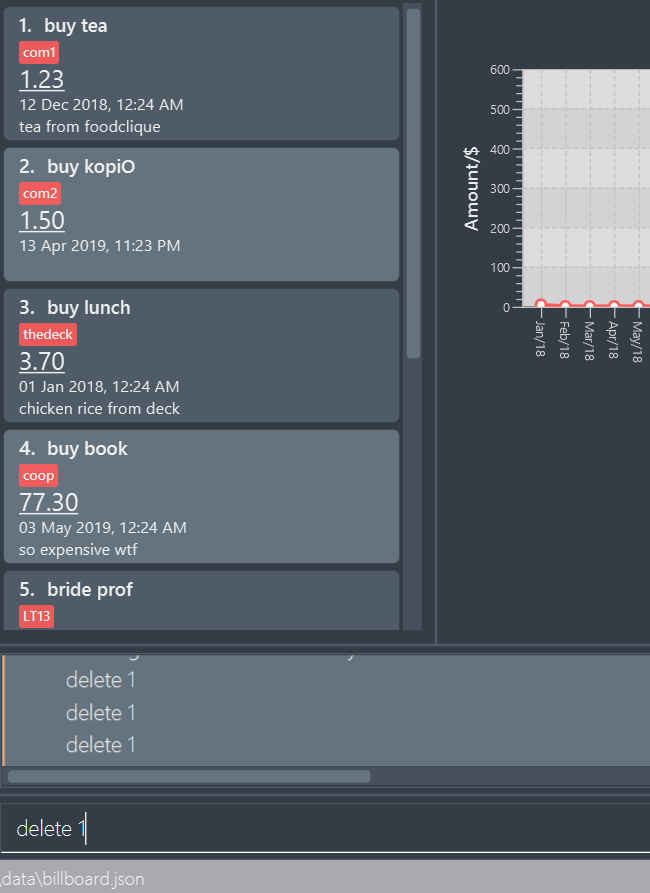 1. buy tea
com1
1.23
12 Dec 2018, 12:24 AM
tea from foodclique
2. buy kopiO
com2
1.50
13 Apr 2019, 11:23 PM
3. buy lunch
thedeck
3.70
01 Jan 2018, 12:24 AM
chicken rice from deck
4. buy book
coop
77.30
03 May 2019, 12:24 AM
so expensive wtf
5. bride prof
LT13
Amount/$
600
500
400
300
200
100
0
Jan/18
Feb/18
Mar/18
Apr/18
May/18
delete 1
delete 1
delete 1
delete 1
\data\billboard.json